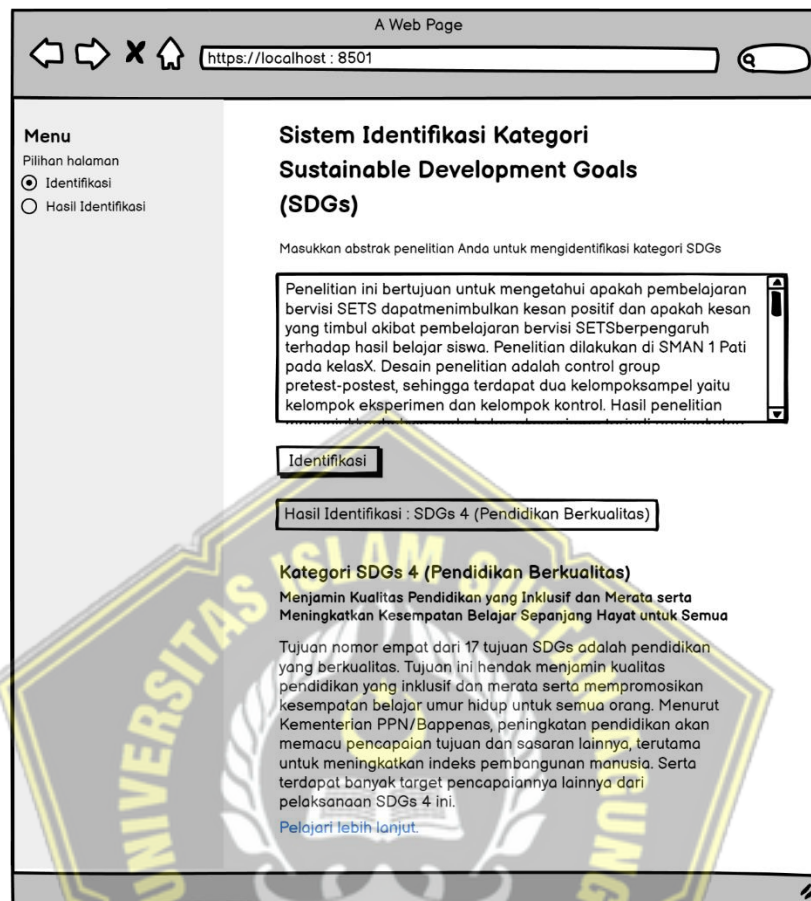 A Web Page
https://localhost : 8501
Menu
Pilihan halaman
Identifikasi
Hasil Identifikasi
Sistem Identifikasi Kategori
Sustainable Development Goals
(SDGs)
Masukkan abstrak penelitian Anda untuk mengidentifikasi kategori SDGs
Penelitian ini bertujuan untuk mengetahui apakah pembelajaran
bervisi SETS dapatmenimbulkan kesan positif dan apakah kesan
yang timbul akibat pembelajaran bervisi SETSberpengaruh
terhadap hasil belajar siswa. Penelitian dilakukan di SMAN 1 Pati
pada kelasX. Desain penelitian adalah control group
pretest-postest, sehingga terdapat dua kelompoksampel yaitu
kelompok eksperimen dan kelompok kontrol. Hasil penelitian
Identifikasi
Hasil Identifikasi : SDGs 4 (Pendidikan Berkualitas)
Kategori SDGs 4 (Pendidikan Berkualitas)
Menjamin Kualitas Pendidikan yang Inklusif dan Merata serta
Meningkatkan Kesempatan Belajar Sepanjang Hayat untuk Semua
Tujuan nomor empat dari 17 tujuan SDGs adalah pendidikan
yang berkualitas. Tujuan ini hendak menjamin kualitas
pendidikan yang inklusif dan merata serta mempromosikan
kesempatan belajar umur hidup untuk semua orang. Menurut
Kementerian PPN/Bappenas, peningkatan pendidikan akan
memacu pencapaian tujuan dan sasaran lainnya, terutama
untuk meningkatkan indeks pembangunan manusia. Serta
terdapat banyak target pencapaiannya lainnya dari
pelaksanaan SDGs 4 ini.
Pelajari lebih lanjut.
UNIVERSITAS ISLAM SULTAN AGUNG